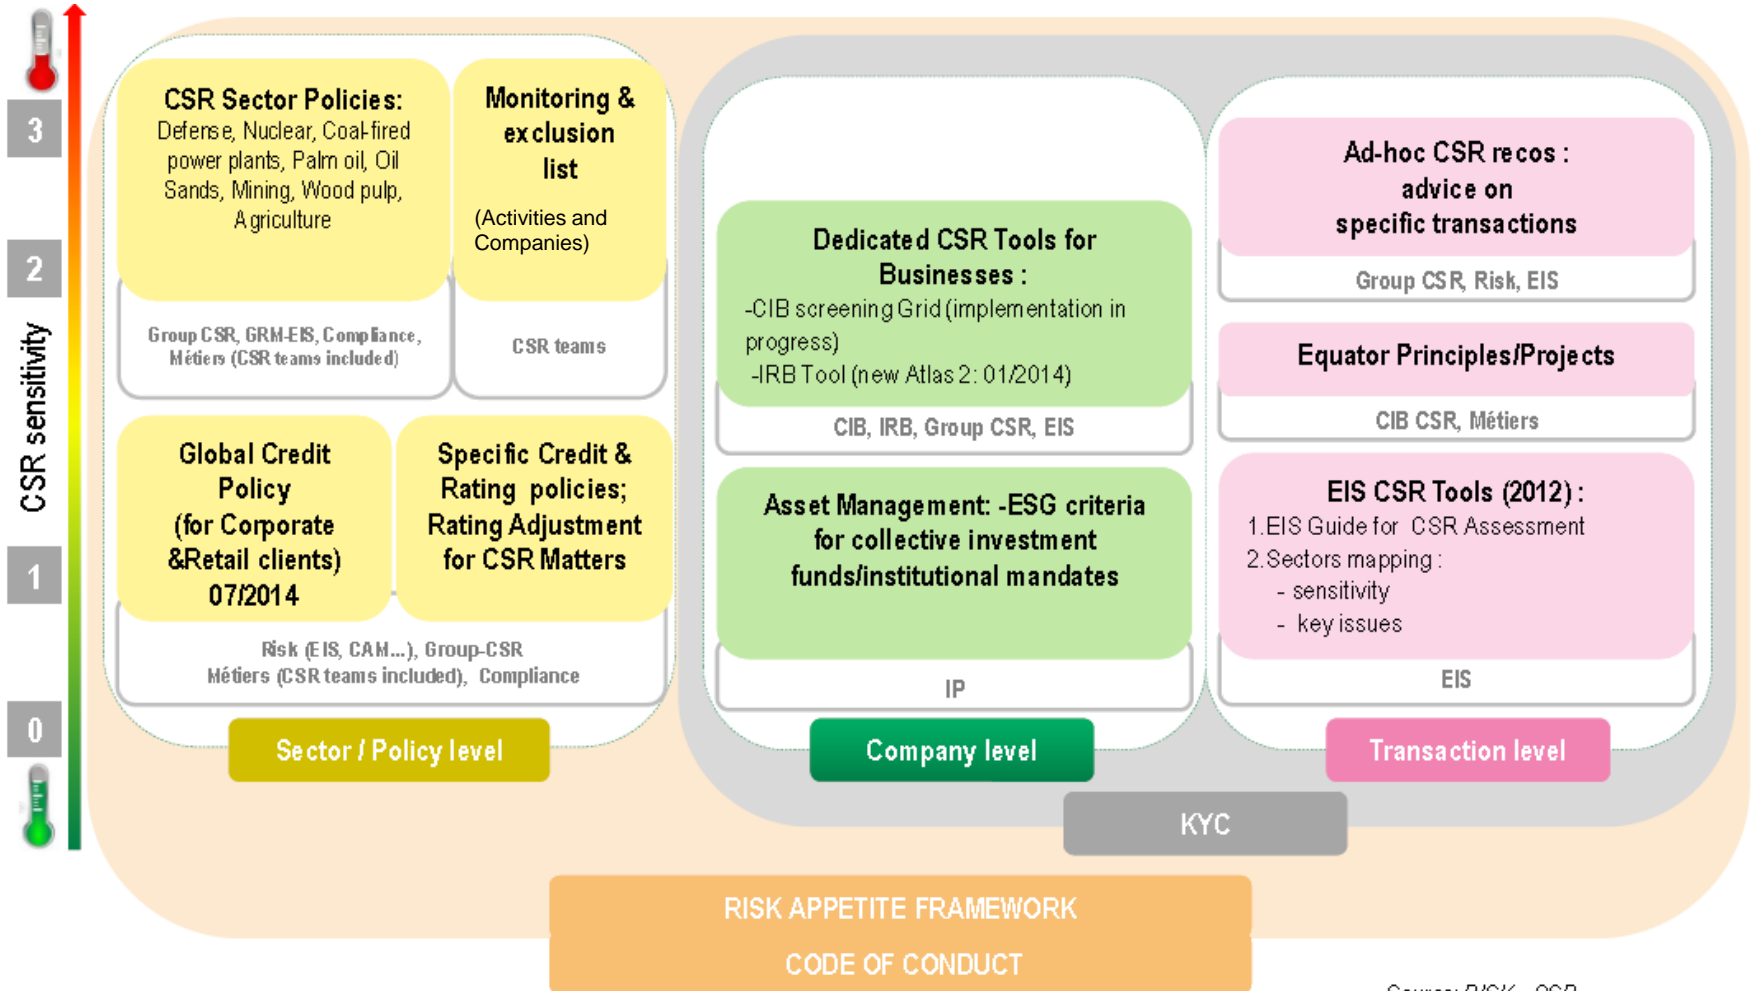 3
2
CSR sensitivity
1
0
CSR Sector Policies:
Defense, Nuclear, Coal-fired
power plants, Palm oil, Oil
Sands, Mining, Wood pulp,
Agriculture
Group CSR, GRM-EIS, Compliance,
Métiers (CSR teams included)
Monitoring &
exclusion
list
(Activities and
Companies)
CSR teams
Global Credit
Policy
(for Corporate
&Retail clients)
07/2014
Specific Credit &
Rating policies;
Rating Adjustment
for CSR Matters
Risk (EIS, CAM...), Group-CSR
Métiers (CSR teams included), Compliance
Sector / Policy level
Dedicated CSR Tools for
Businesses :
-CIB screening Grid (implementation in
progress)
-IRB Tool (new Atlas 2: 01/2014)
CIB, IRB, Group CSR, EIS
Asset Management: -ESG criteria
for collective investment
funds/institutional mandates
IP
Company level
Ad-hoc CSR recos :
advice on
specific transactions
Group CSR, Risk, EIS
Equator Principles/Projects
CIB CSR, Métiers
EIS CSR Tools (2012) :
1.EIS Guide for CSR Assessment
2.Sectors mapping :
- sensitivity
- key issues
EIS
Transaction level
KYC
RISK APPETITE FRAMEWORK
CODE OF CONDUCT